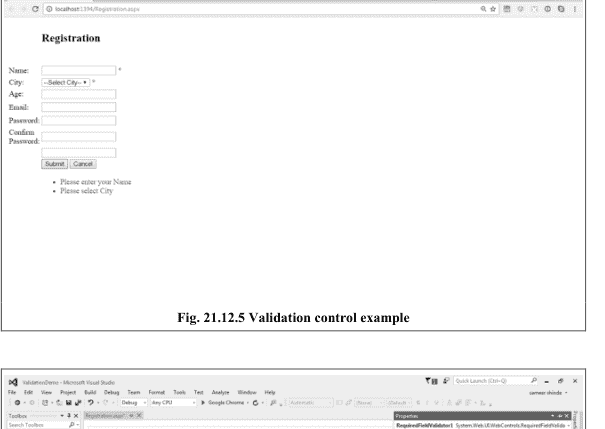 localhost:1394/Registration.aspx
Registration
Name: *
City: --Select City-- *
Age:
Email:
Password:
Confirm
Password:
Submit Cancel
• Please enter your Name
• Please select City
Fig. 21.12.5 Validation control example
ValidationDemo - Microsoft Visual Studio Quick Launch (Ctrl+Q)
File Edit View Project Build Debug Team Format Tools Test Analyze Window Help sameer shinde
Debug Any CPU Google Chrome
Toolbox Registration.aspx* Properties
Search Toolbox RequiredFieldValidator1 System.Web.UI.WebControls.RequiredFieldValida